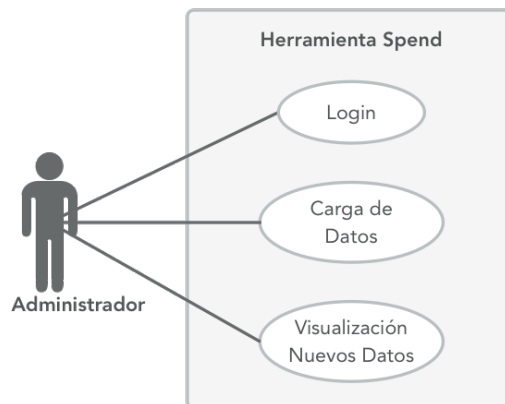 Herramienta Spend
Login
Carga de
Datos
Administrador
Visualización
Nuevos Datos